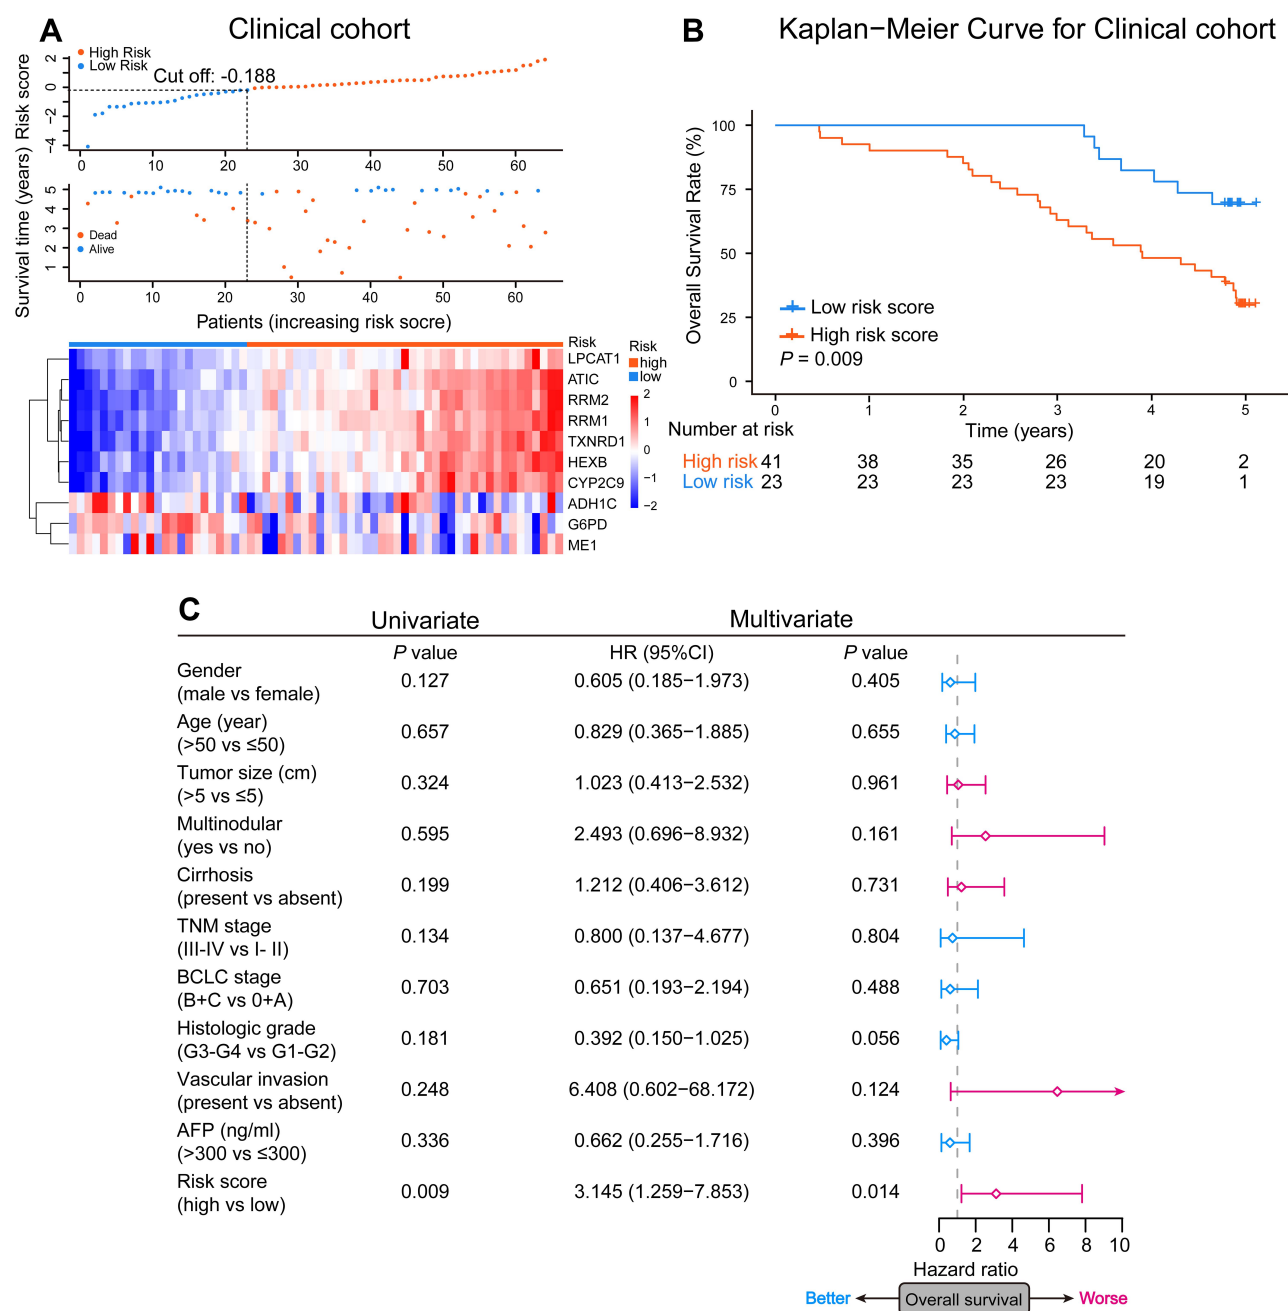 A
Clinical cohort
Risk score
2
0
−2
−4
High Risk
Low Risk
Cut off: -0.188
0 10 20 30 40 50 60
Survival time (years)
5
4
3
2
1
Dead
Alive
0 10 20 30 40 50 60
Patients (increasing risk socre)
Risk
LPCAT1
ATIC
RRM2
RRM1
TXNRD1
HEXB
CYP2C9
ADH1C
G6PD
ME1
Risk
high
low
2
1
0
−1
−2
B
Kaplan−Meier Curve for Clinical cohort
Overall Survival Rate (%)
100
75
50
25
0
Low risk score
High risk score
P = 0.009
0 1 2 3 4 5
Time (years)
Number at risk
High risk 41 38 35 26 20 2
Low risk 23 23 23 23 19 1
C
Univariate Multivariate
P value HR (95%CI) P value
Gender
(male vs female) 0.127 0.605 (0.185−1.973) 0.405
Age (year)
(>50 vs ≤50) 0.657 0.829 (0.365−1.885) 0.655
Tumor size (cm)
(>5 vs ≤5) 0.324 1.023 (0.413−2.532) 0.961
Multinodular
(yes vs no) 0.595 2.493 (0.696−8.932) 0.161
Cirrhosis
(present vs absent) 0.199 1.212 (0.406−3.612) 0.731
TNM stage
(III-IV vs I- II) 0.134 0.800 (0.137−4.677) 0.804
BCLC stage
(B+C vs 0+A) 0.703 0.651 (0.193−2.194) 0.488
Histologic grade
(G3-G4 vs G1-G2) 0.181 0.392 (0.150−1.025) 0.056
Vascular invasion
(present vs absent) 0.248 6.408 (0.602−68.172) 0.124
AFP (ng/ml)
(>300 vs ≤300) 0.336 0.662 (0.255−1.716) 0.396
Risk score
(high vs low) 0.009 3.145 (1.259−7.853) 0.014
0 2 4 6 8 10
Hazard ratio
Better Overall survival Worse